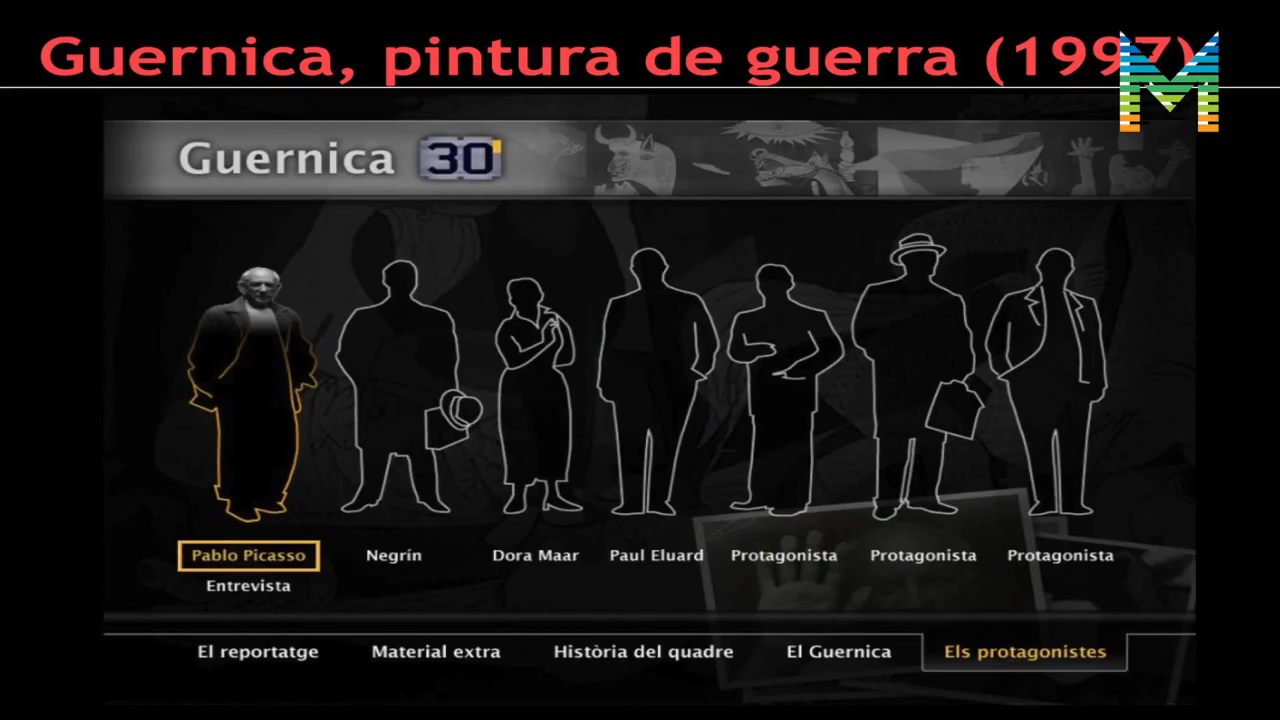 Guernica, pintura de guerra (1997)
Guernica 30'
Pablo Picasso
Negrín
Dora Maar
Paul Eluard
Protagonista
Protagonista
Protagonista
Entrevista
El reportatge
Material extra
Història del quadre
El Guernica
Els protagonistes